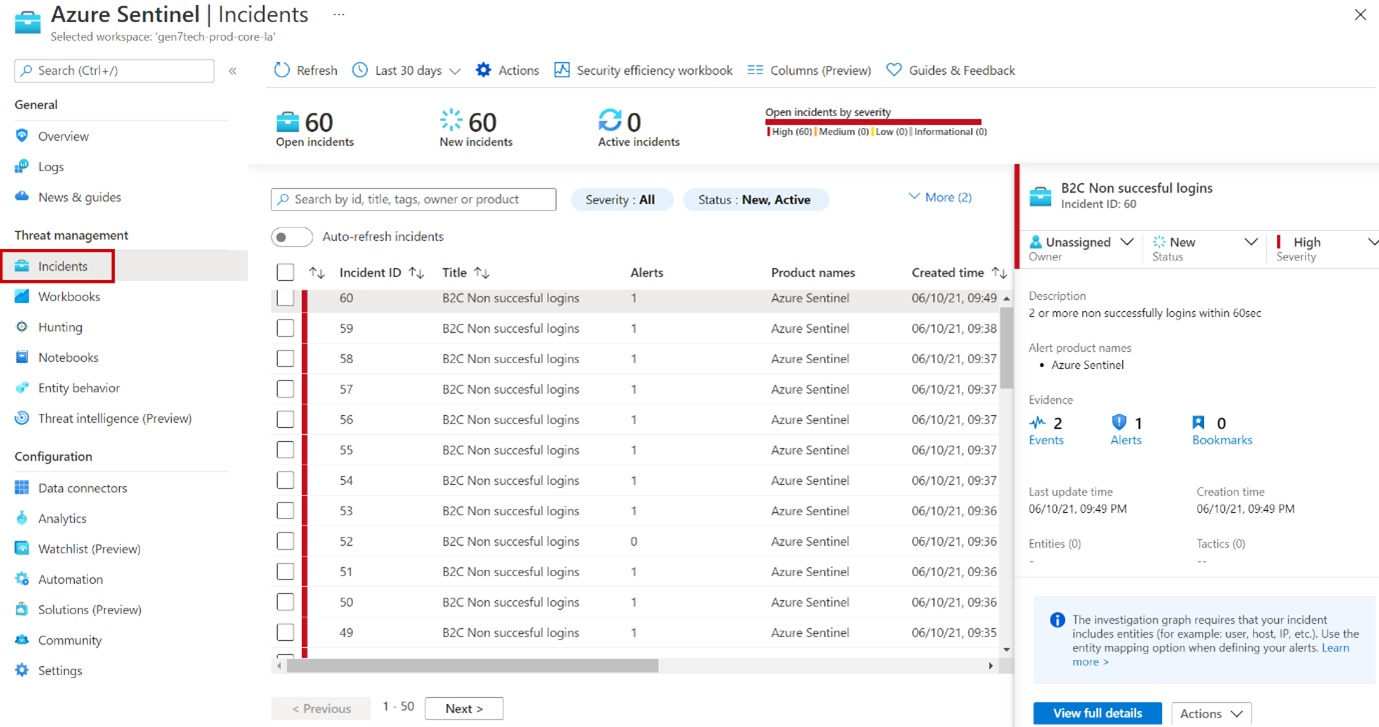 Azure Sentinel | Incidents ...
Selected workspace: 'gen7tech-prod-core-la'
Search (Ctrl+/)
«
General
Overview
Logs
News & guides
Threat management
Incidents
Workbooks
Hunting
Notebooks
Entity behavior
Threat intelligence (Preview)
Configuration
Data connectors
Analytics
Watchlist (Preview)
Automation
Solutions (Preview)
Community
Settings
Refresh Last 30 days Actions Security efficiency workbook Columns (Preview) Guides & Feedback
60 Open incidents
60 New incidents
0 Active incidents
Open incidents by severity
High (60) Medium (0) Low (0) Informational (0)
Search by id, title, tags, owner or product Severity : All Status : New, Active More (2)
Auto-refresh incidents
Incident ID Title Alerts Product names Created time
60 B2C Non succesful logins 1 Azure Sentinel 06/10/21, 09:49
59 B2C Non succesful logins 1 Azure Sentinel 06/10/21, 09:38
58 B2C Non succesful logins 1 Azure Sentinel 06/10/21, 09:37
57 B2C Non succesful logins 1 Azure Sentinel 06/10/21, 09:37
56 B2C Non succesful logins 1 Azure Sentinel 06/10/21, 09:37
55 B2C Non succesful logins 1 Azure Sentinel 06/10/21, 09:37
54 B2C Non succesful logins 1 Azure Sentinel 06/10/21, 09:37
53 B2C Non succesful logins 1 Azure Sentinel 06/10/21, 09:36
52 B2C Non succesful logins 0 Azure Sentinel 06/10/21, 09:36
51 B2C Non succesful logins 1 Azure Sentinel 06/10/21, 09:36
50 B2C Non succesful logins 1 Azure Sentinel 06/10/21, 09:36
49 B2C Non succesful logins 1 Azure Sentinel 06/10/21, 09:35
< Previous 1 - 50 Next >
B2C Non succesful logins
Incident ID: 60
Unassigned New High
Owner Status Severity
Description
2 or more non successfully logins within 60sec
Alert product names
• Azure Sentinel
Evidence
2 1 0
Events Alerts Bookmarks
Last update time Creation time
06/10/21, 09:49 PM 06/10/21, 09:49 PM
Entities (0) Tactics (0)
- --
The investigation graph requires that your incident
includes entities (for example: user, host, IP, etc.). Use the
entity mapping option when defining your alerts. Learn
more >
View full details Actions